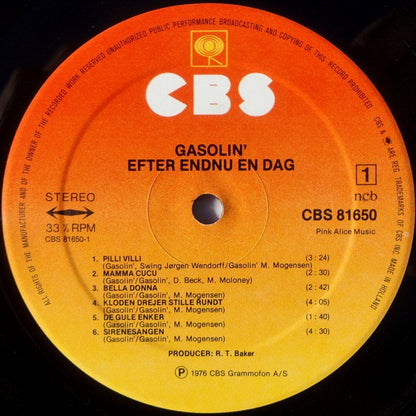 ALL RIGHTS OF THE MANUFACTURER AND OF THE OWNER OF THE RECORDED WORK RESERVED UNAUTHORIZED PUBLIC PERFORMANCE BROADCASTING AND COPYING OF THIS RECORD PROHIBITED
CBS & ARE REG. TRADEMARKS OF CBS INC. MADE IN HOLLAND
CBS
GASOLIN'
EFTER ENDNU EN DAG
STEREO
33⅓ RPM
CBS 81650-1
1
ncb
CBS 81650
Pink Alice Music
1 PILLI VILLI (3:24)
(Gasolin', Swing Jørgen Wendorff/Gasolin' M. Mogensen)
2 MAMMA CUCU (2:30)
(Gasolin'/Gasolin', D. Beck, M. Moloney)
3 BELLA DONNA (2:42)
(Gasolin'/Gasolin' M. Mogensen)
4 KLODEN DREJER STILLE RUNDT (4:05)
(Gasolin'/Gasolin', M. Mogensen)
5 DE GULE ENKER (1:40)
(Gasolin'/Gasolin', M. Mogensen)
6 SIRENESANGEN (4:30)
(Gasolin'/Gasolin', M. Mogensen)
PRODUCER: R. T. Baker
Ⓟ 1976 CBS Grammofon A/S